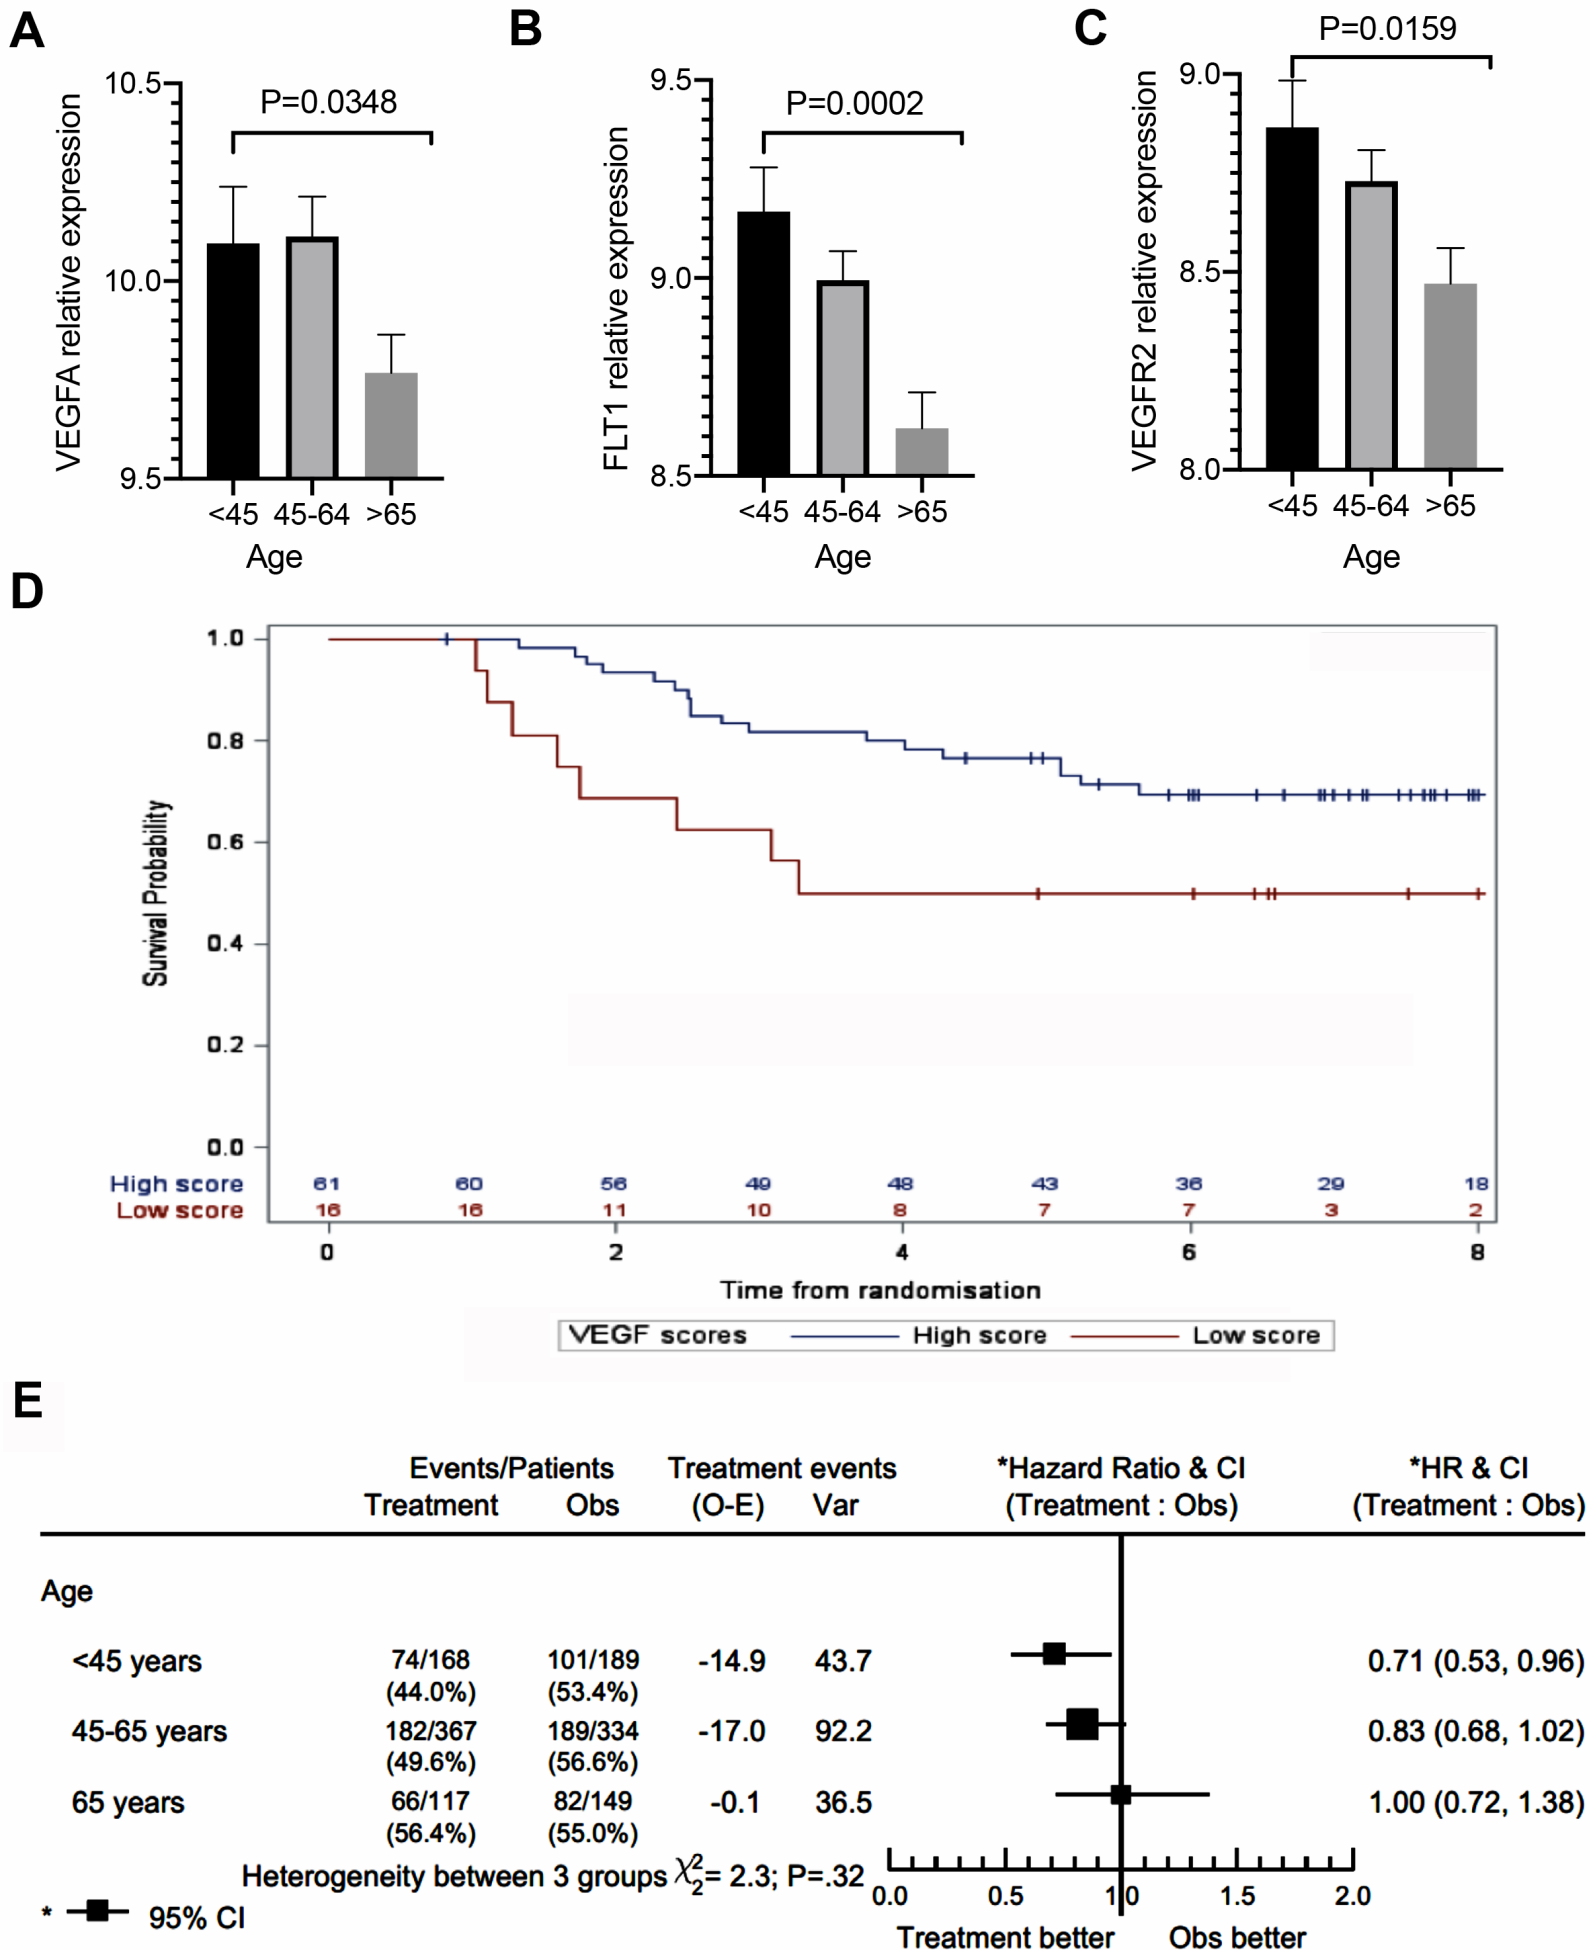 A
B
C
P=0.0348
P=0.0002
P=0.0159
VEGFA relative expression
10.5
10.0
9.5
<45 45-64 >65
Age
FLT1 relative expression
9.5
9.0
8.5
<45 45-64 >65
Age
VEGFR2 relative expression
9.0
8.5
8.0
<45 45-64 >65
Age
D
Survival Probability
1.0
0.8
0.6
0.4
0.2
0.0
High score 61 60 56 49 48 43 36 29 18
Low score 16 16 11 10 8 7 7 3 2
0 2 4 6 8
Time from randomisation
VEGF scores High score Low score
E
Events/Patients Treatment events *Hazard Ratio & CI *HR & CI
Treatment Obs (O-E) Var (Treatment : Obs) (Treatment : Obs)
Age
<45 years 74/168 101/189 -14.9 43.7 0.71 (0.53, 0.96)
(44.0%) (53.4%)
45-65 years 182/367 189/334 -17.0 92.2 0.83 (0.68, 1.02)
(49.6%) (56.6%)
65 years 66/117 82/149 -0.1 36.5 1.00 (0.72, 1.38)
(56.4%) (55.0%)
Heterogeneity between 3 groups χ²₂= 2.3; P=.32
0.0 0.5 1.0 1.5 2.0
* 95% CI
Treatment better Obs better